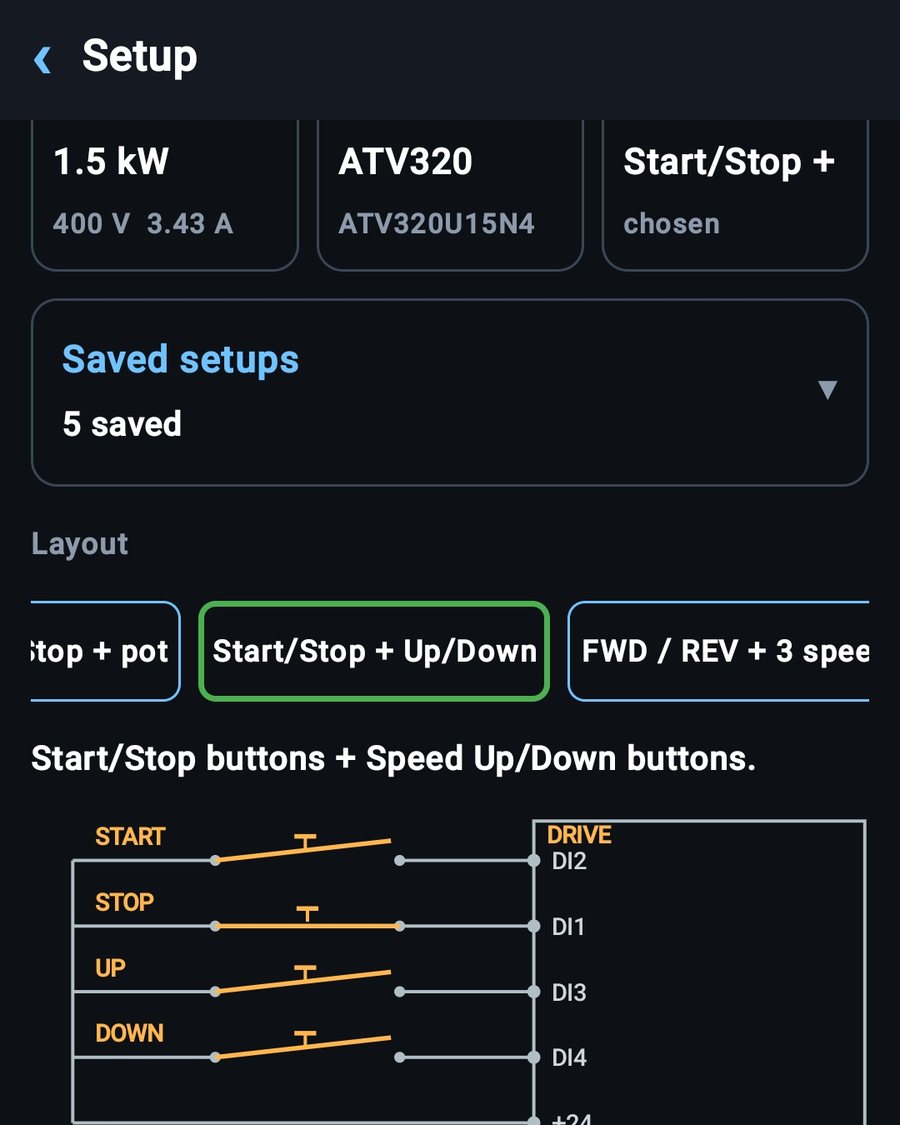 ‹ Setup
1.5 kW
400 V 3.43 A
ATV320
ATV320U15N4
Start/Stop +
chosen
Saved setups
5 saved
▼
Layout
Stop + pot
Start/Stop + Up/Down
FWD / REV + 3 spee
Start/Stop buttons + Speed Up/Down buttons.
START
DRIVE
DI2
STOP
DI1
UP
DI3
DOWN
DI4
+24